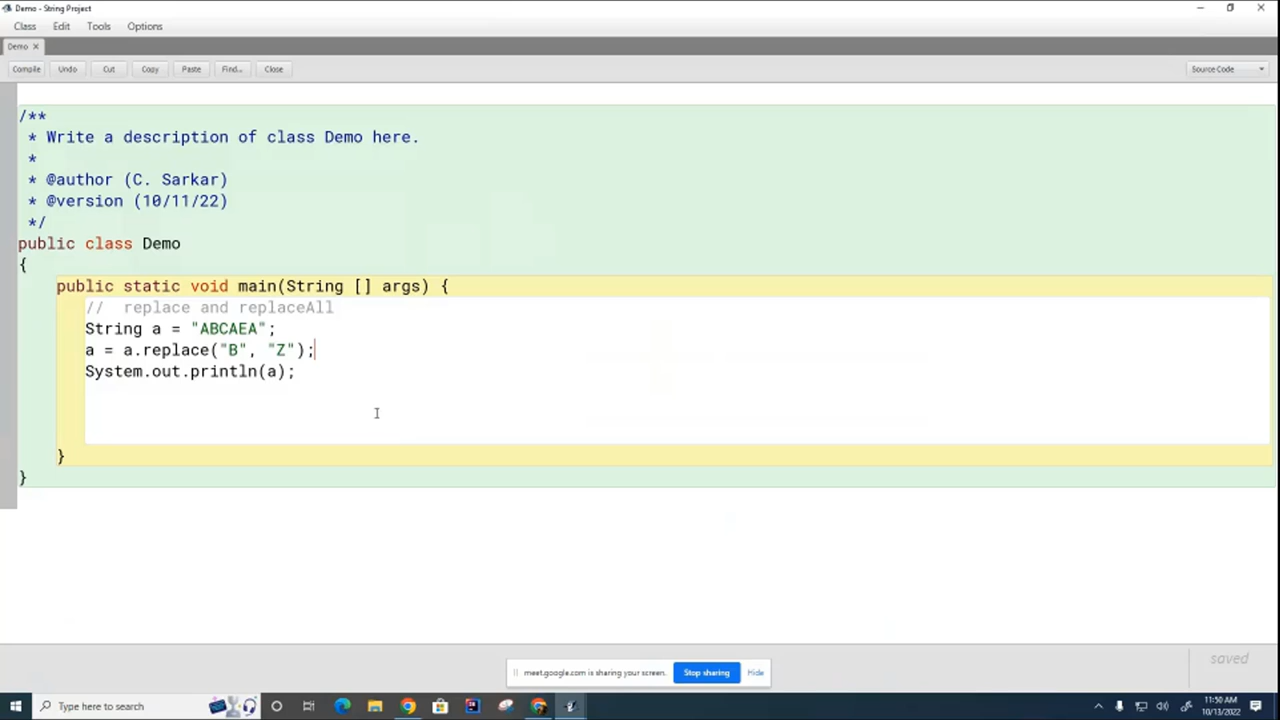 Demo - String Project
Class Edit Tools Options
Demo ×
Compile Undo Cut Copy Paste Find... Close Source Code
/**
* Write a description of class Demo here.
*
* @author (C. Sarkar)
* @version (10/11/22)
*/
public class Demo
{
public static void main(String [] args) {
// replace and replaceAll
String a = "ABCAEA";
a = a.replace("B", "Z");
System.out.println(a);
}
}
saved
meet.google.com is sharing your screen. Stop sharing Hide
Type here to search
11:50 AM
10/13/2022